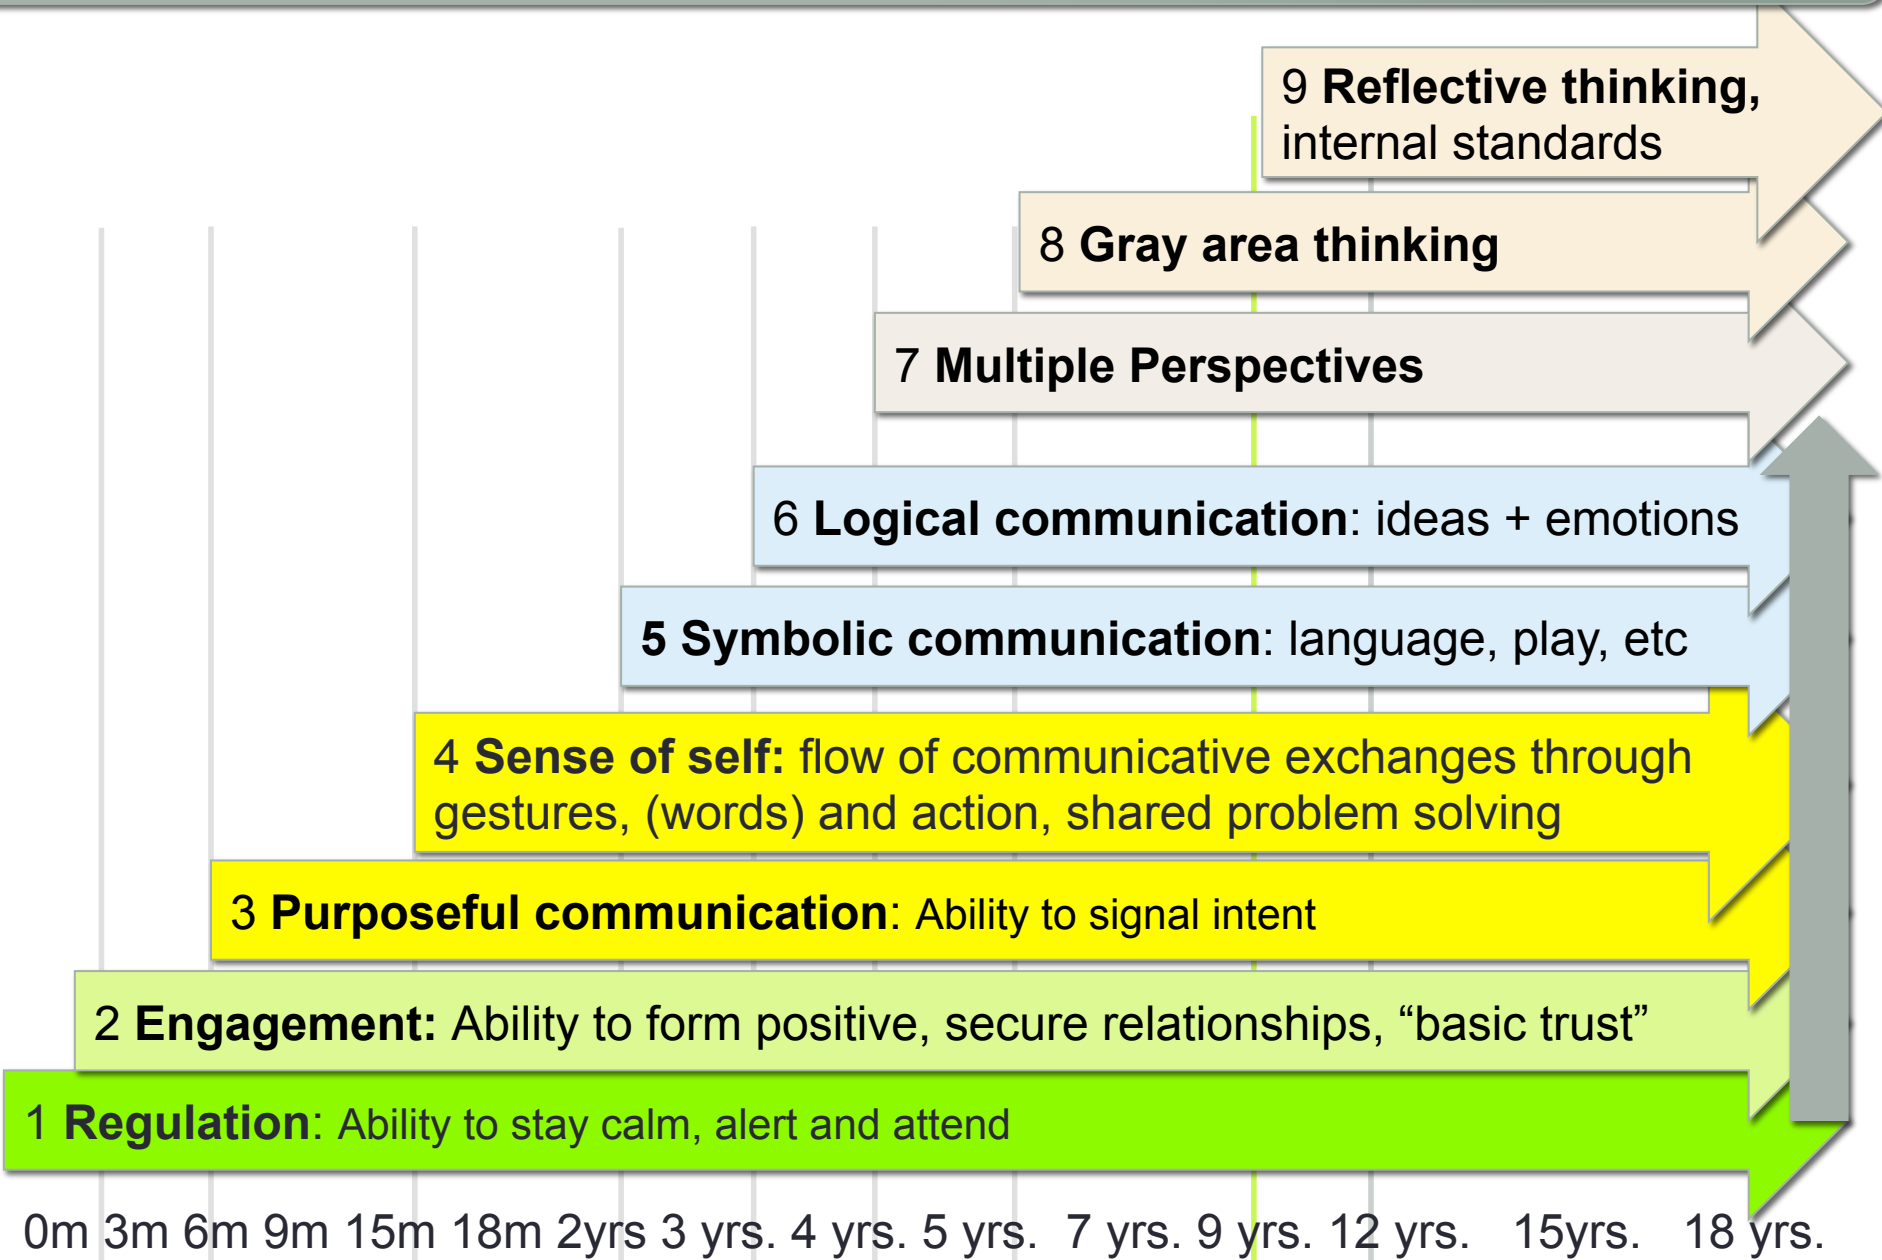 9 Reflective thinking,
internal standards
8 Gray area thinking
7 Multiple Perspectives
6 Logical communication: ideas + emotions
5 Symbolic communication: language, play, etc
4 Sense of self: flow of communicative exchanges through
gestures, (words) and action, shared problem solving
3 Purposeful communication: Ability to signal intent
2 Engagement: Ability to form positive, secure relationships, “basic trust”
1 Regulation: Ability to stay calm, alert and attend
0m 3m 6m 9m 15m 18m 2yrs 3 yrs. 4 yrs. 5 yrs. 7 yrs. 9 yrs. 12 yrs. 15yrs. 18 yrs.